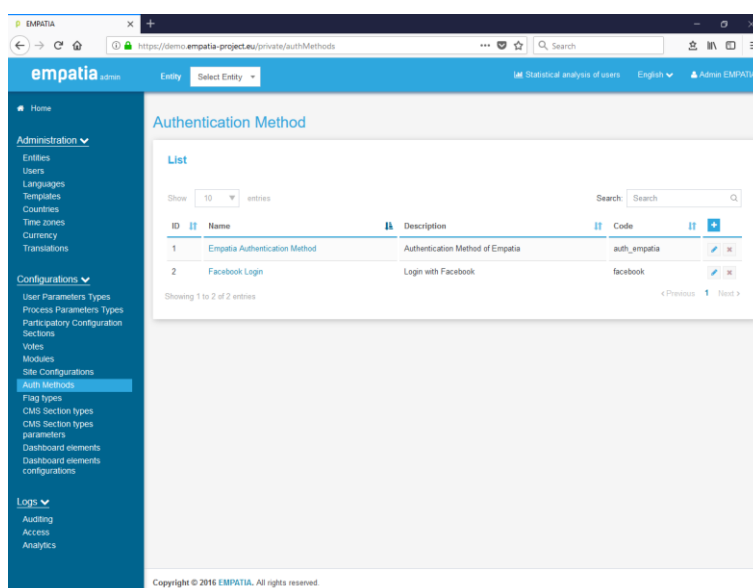 EMPATIA
https://demo.empatia-project.eu/private/authMethods
Search
empatia admin
Entity
Select Entity
Statistical analysis of users
English
Admin EMPATIA
Home
Administration
Entities
Users
Languages
Templates
Countries
Time zones
Currency
Translations
Configurations
User Parameters Types
Process Parameters Types
Participatory Configuration
Sections
Votes
Modules
Site Configurations
Auth Methods
Flag types
CMS Section types
CMS Section types
parameters
Dashboard elements
Dashboard elements
configurations
Logs
Auditing
Access
Analytics
Authentication Method
List
Show 10 entries
Search: Search
ID Name Description Code
1 Empatia Authentication Method Authentication Method of Empatia auth_empatia
2 Facebook Login Login with Facebook facebook
Showing 1 to 2 of 2 entries
Previous 1 Next
Copyright © 2016 EMPATIA. All rights reserved.